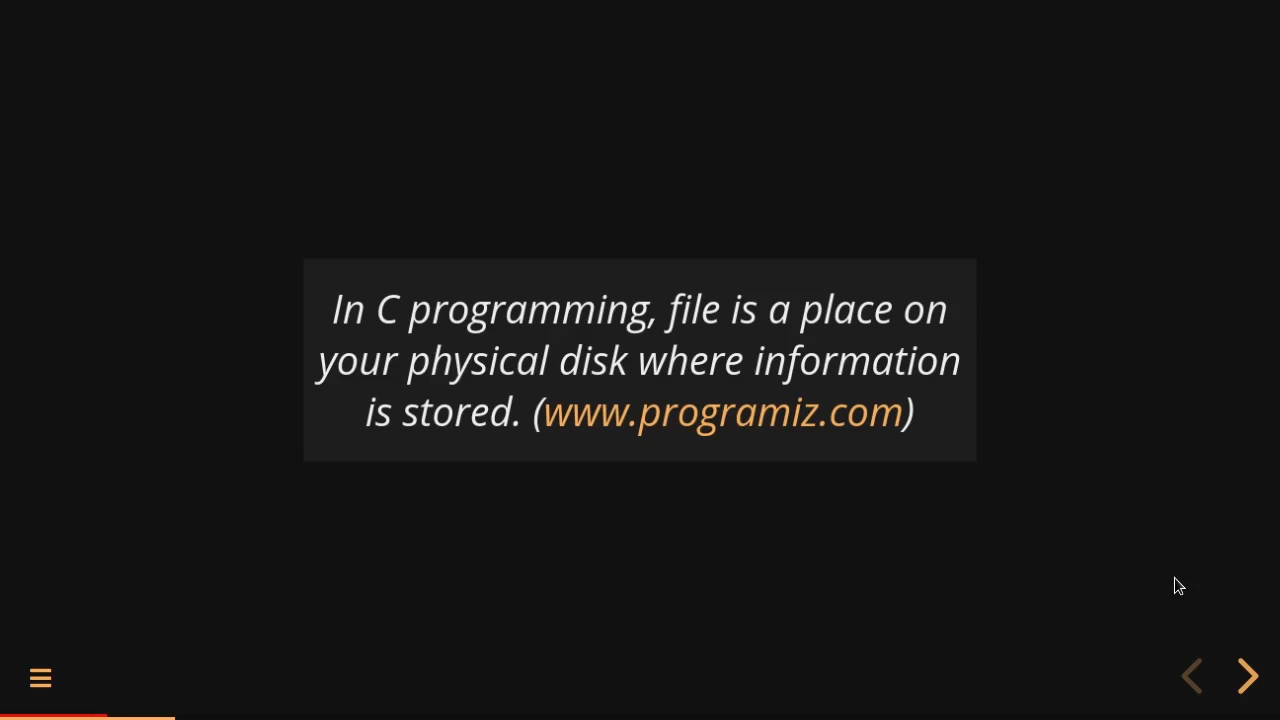 In C programming, file is a place on
your physical disk where information
is stored. (www.programiz.com)